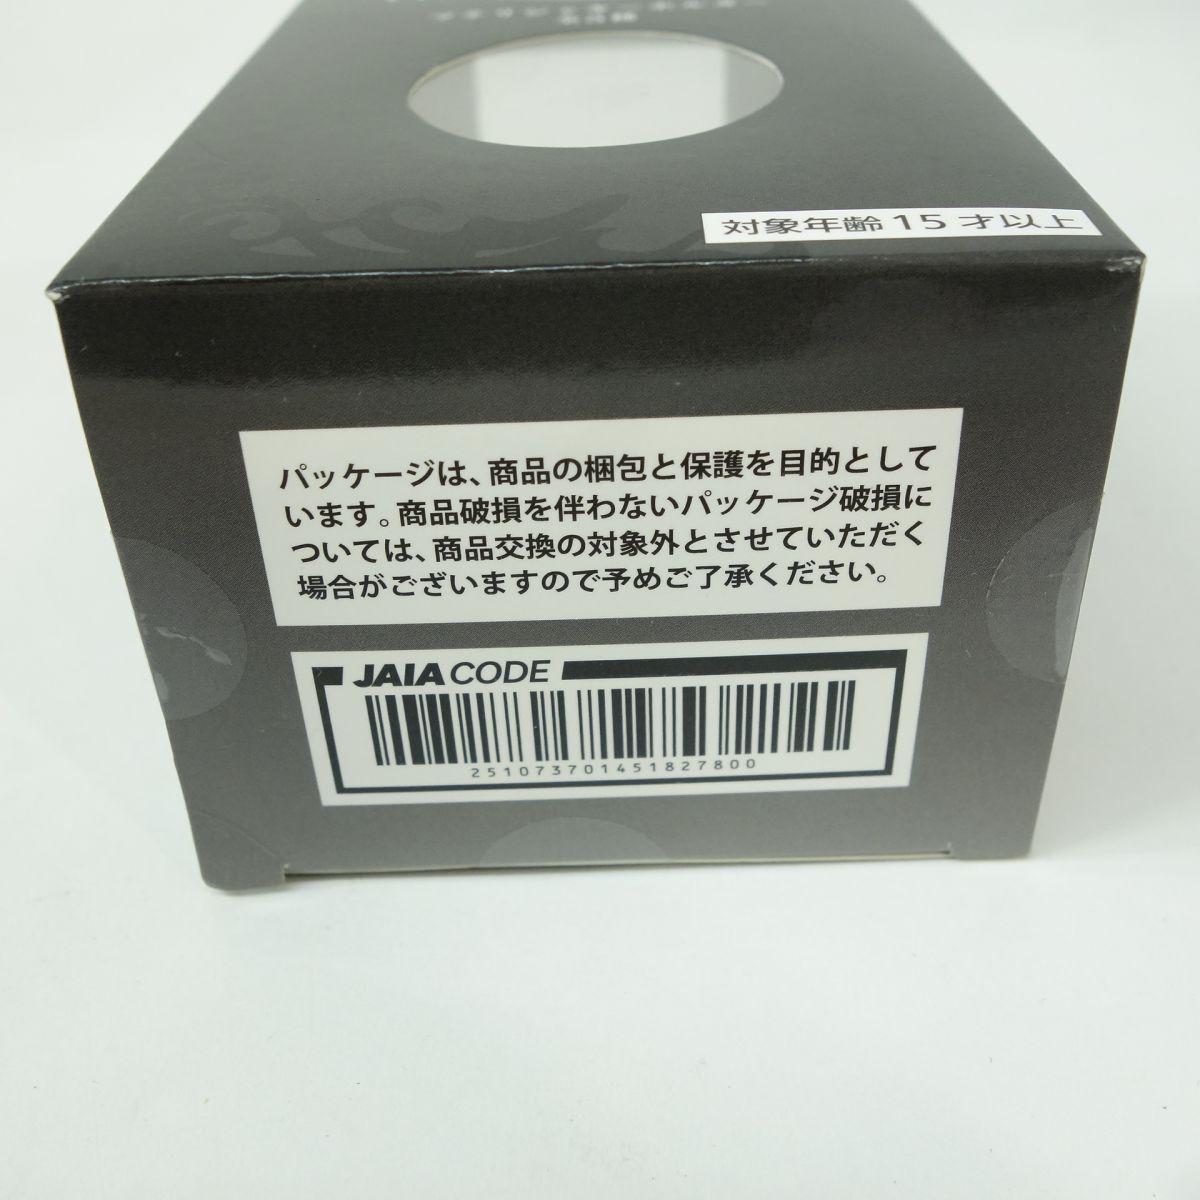 対象年齢15才以上
パッケージは、商品の梱包と保護を目的として
います。商品破損を伴わないパッケージ破損に
ついては、商品交換の対象外とさせていただく
場合がございますので予めご了承ください。
JAIA CODE
251073701451827800